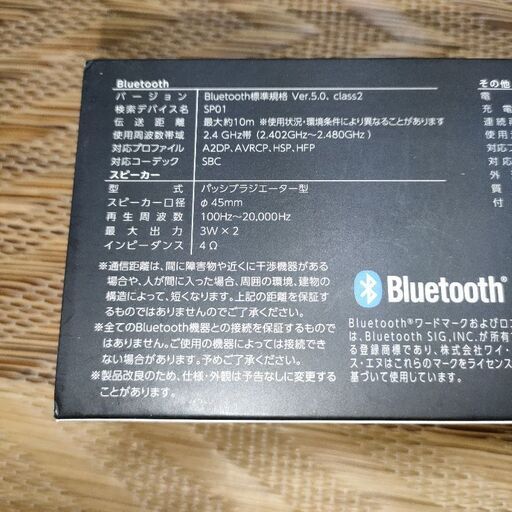 Bluetooth
バージョン Bluetooth標準規格 Ver.5.0, class2
検索デバイス名 SP01
伝送距離 最大約10m ※使用状況・環境条件により異なることがあります
使用周波数帯域 2.4 GHz帯 (2.402GHz〜2.480GHz)
対応プロファイル A2DP,AVRCP,HSP,HFP
対応コーデック SBC
スピーカー
型式 パッシブラジエーター型
スピーカー口径 φ45mm
再生周波数 100Hz〜20,000Hz
最大出力 3W×2
インピーダンス 4Ω
※通信距離は、間に障害物や近くに干渉機器がある
場合や、人が間に入った場合、周囲の環境、建物の
構造によって、短くなります。上記の距離を保証する
ものではありません。
※全てのBluetooth機器との接続を保証するもので
はありません。ご使用の機器によっては接続でき
ない場合があります。予めご了承ください。
※製品改良のため、仕様・外観は予告なしに変更する
ことがあります。
その他
電
充電
連続再
使用
外
質
付
Bluetooth®
Bluetooth®ワードマークおよびロゴ
は、Bluetooth SIG,INC.が所有
る登録商標であり、株式会社ワイ・
ス・エヌはこれらのマークをライセンス
基づいて使用しています。